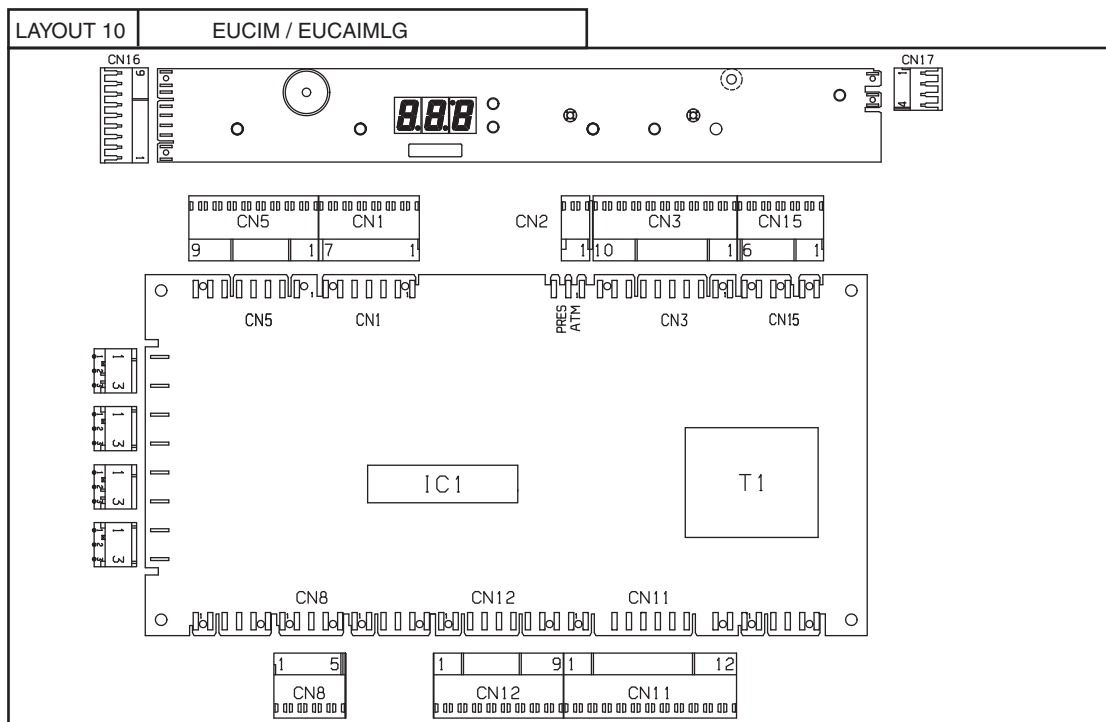 LAYOUT 10 EUCIM / EUCAIMLG
CN16
CN17
9
1
1
4
8.8.8
CN5 CN1 CN2 CN3 CN15
9 1 7 1 1 10 1 6 1
CN5 CN1 PRES ATM CN3 CN15
1
3
1
3
1
3
1
3
IC1
T1
CN8 CN12 CN11
1 5 1 9 1 12
CN8 CN12 CN11